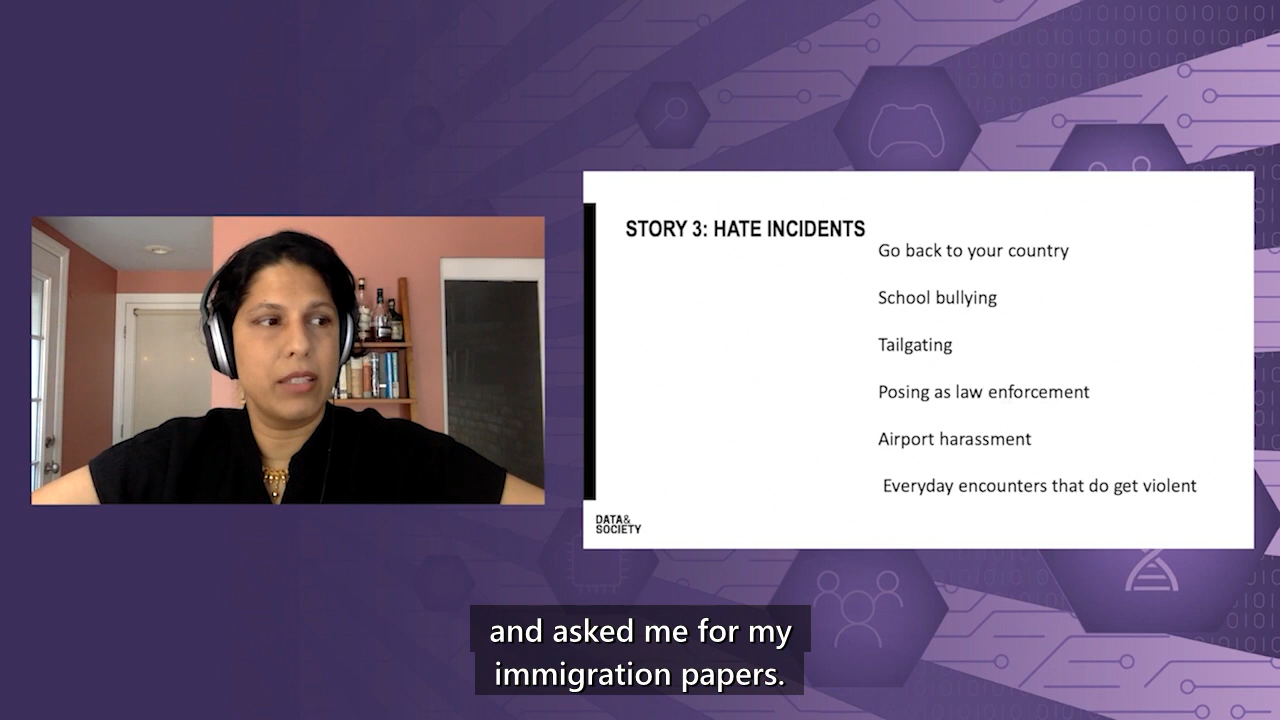 STORY 3: HATE INCIDENTS
Go back to your country
School bullying
Tailgating
Posing as law enforcement
Airport harassment
Everyday encounters that do get violent
DATA&
SOCIETY
and asked me for my
immigration papers.